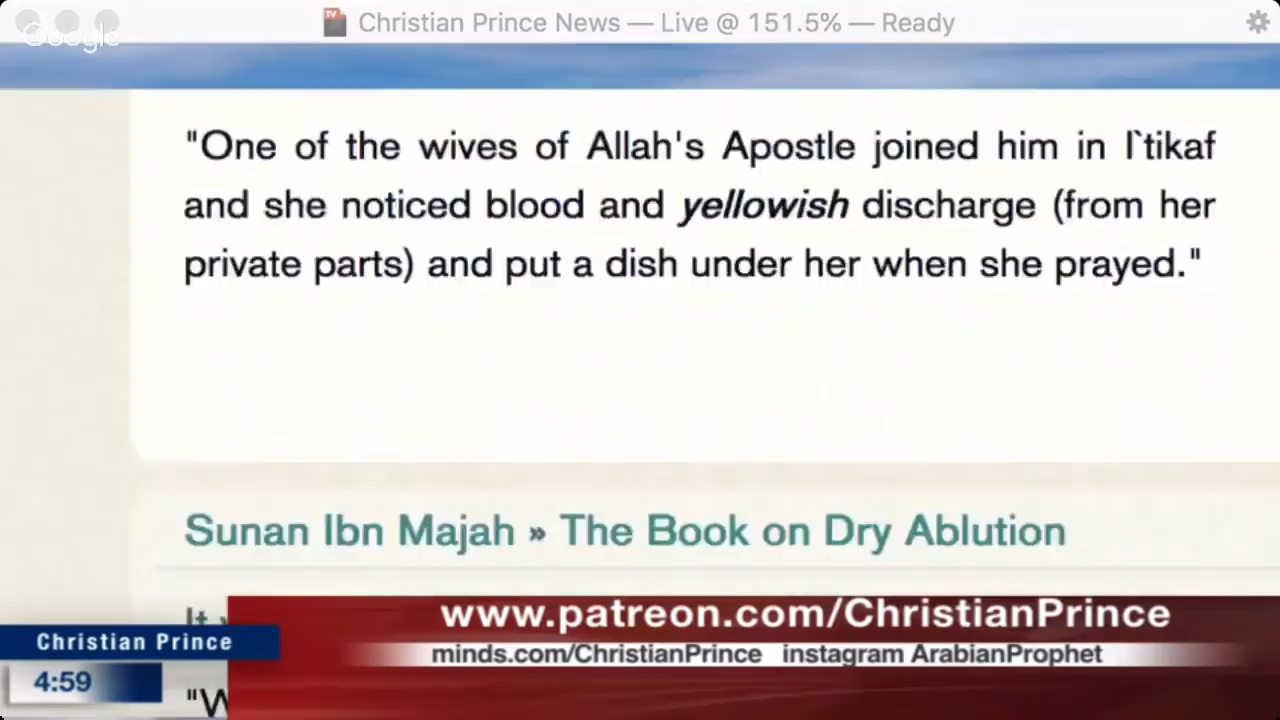 Christian Prince News — Live @ 151.5% — Ready
Google
"One of the wives of Allah's Apostle joined him in I`tikaf
and she noticed blood and yellowish discharge (from her
private parts) and put a dish under her when she prayed."
Sunan Ibn Majah » The Book on Dry Ablution
It
www.patreon.com/ChristianPrince
Christian Prince
minds.com/ChristianPrince instagram ArabianProphet
4:59
"W